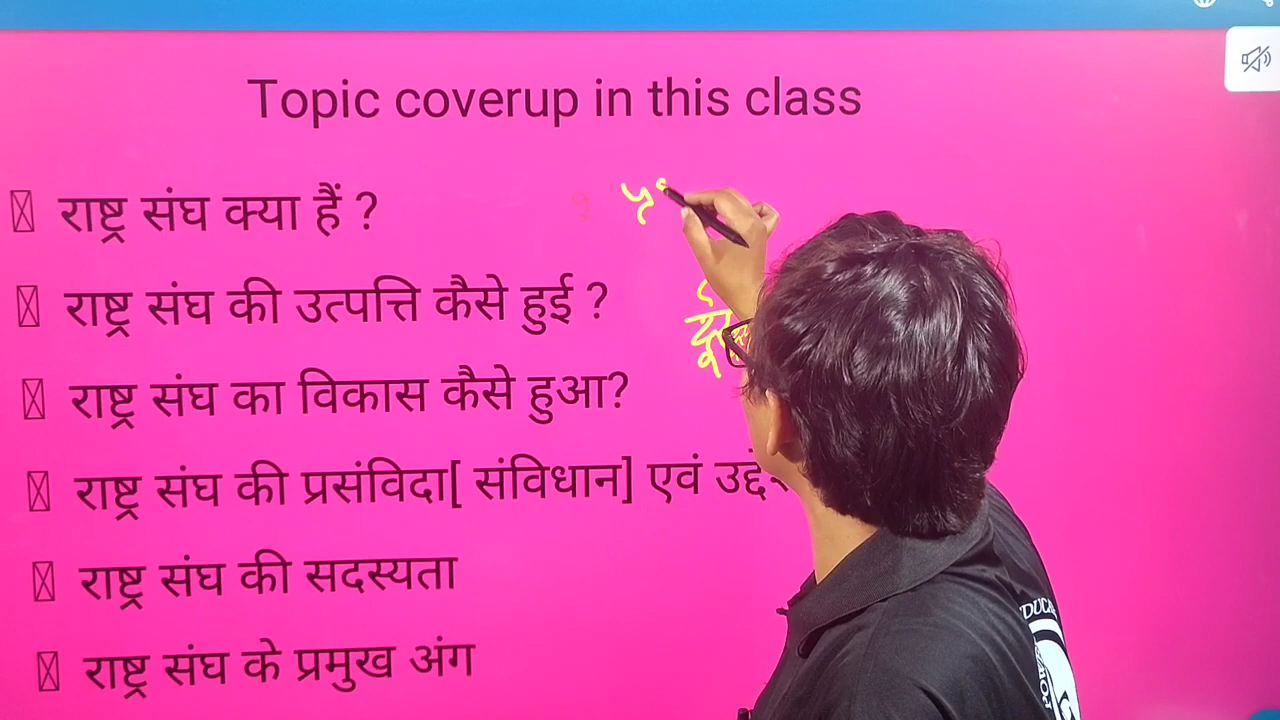 Topic coverup in this class
राष्ट्र संघ क्या हैं ?
राष्ट्र संघ की उत्पत्ति कैसे हुई ?
राष्ट्र संघ का विकास कैसे हुआ?
राष्ट्र संघ की प्रसंविदा[ संविधान] एवं
राष्ट्र संघ की सदस्यता
राष्ट्र संघ के प्रमुख अंग